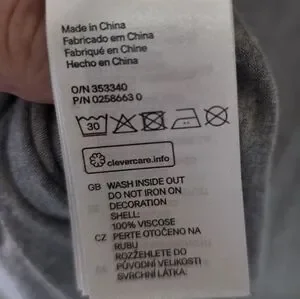 Made in China
Fabricado em China
Fabriqué en Chine
Hecho en China
O/N 353340
P/N 0258663 0
30
clevercare.info
GB WASH INSIDE OUT
DO NOT IRON ON
DECORATION
SHELL:
100% VISCOSE
CZ PERTE OTOČENO NA
RUBU
ROZŽEHLETE DO
PŮVODNÍ VELIKOSTI
SVRCHNÍ LÁTKA: